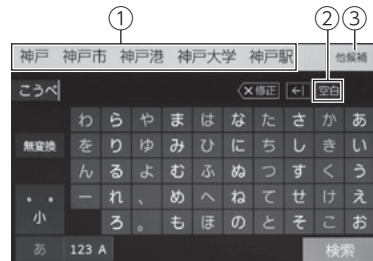 ① ② ③
神戸 神戸市 神戸港 神戸大学 神戸駅 他候補
こうべ 修正 ← 空白
わ ら や ま は な た さ か あ
無変換 を り ゆ み ひ に ち し き い
ん る よ む ふ ぬ つ す く う
゛ ゜ 小 ー れ 、 め へ ね て せ け え
ろ 。 も ほ の と そ こ お
あ 123 A 検索